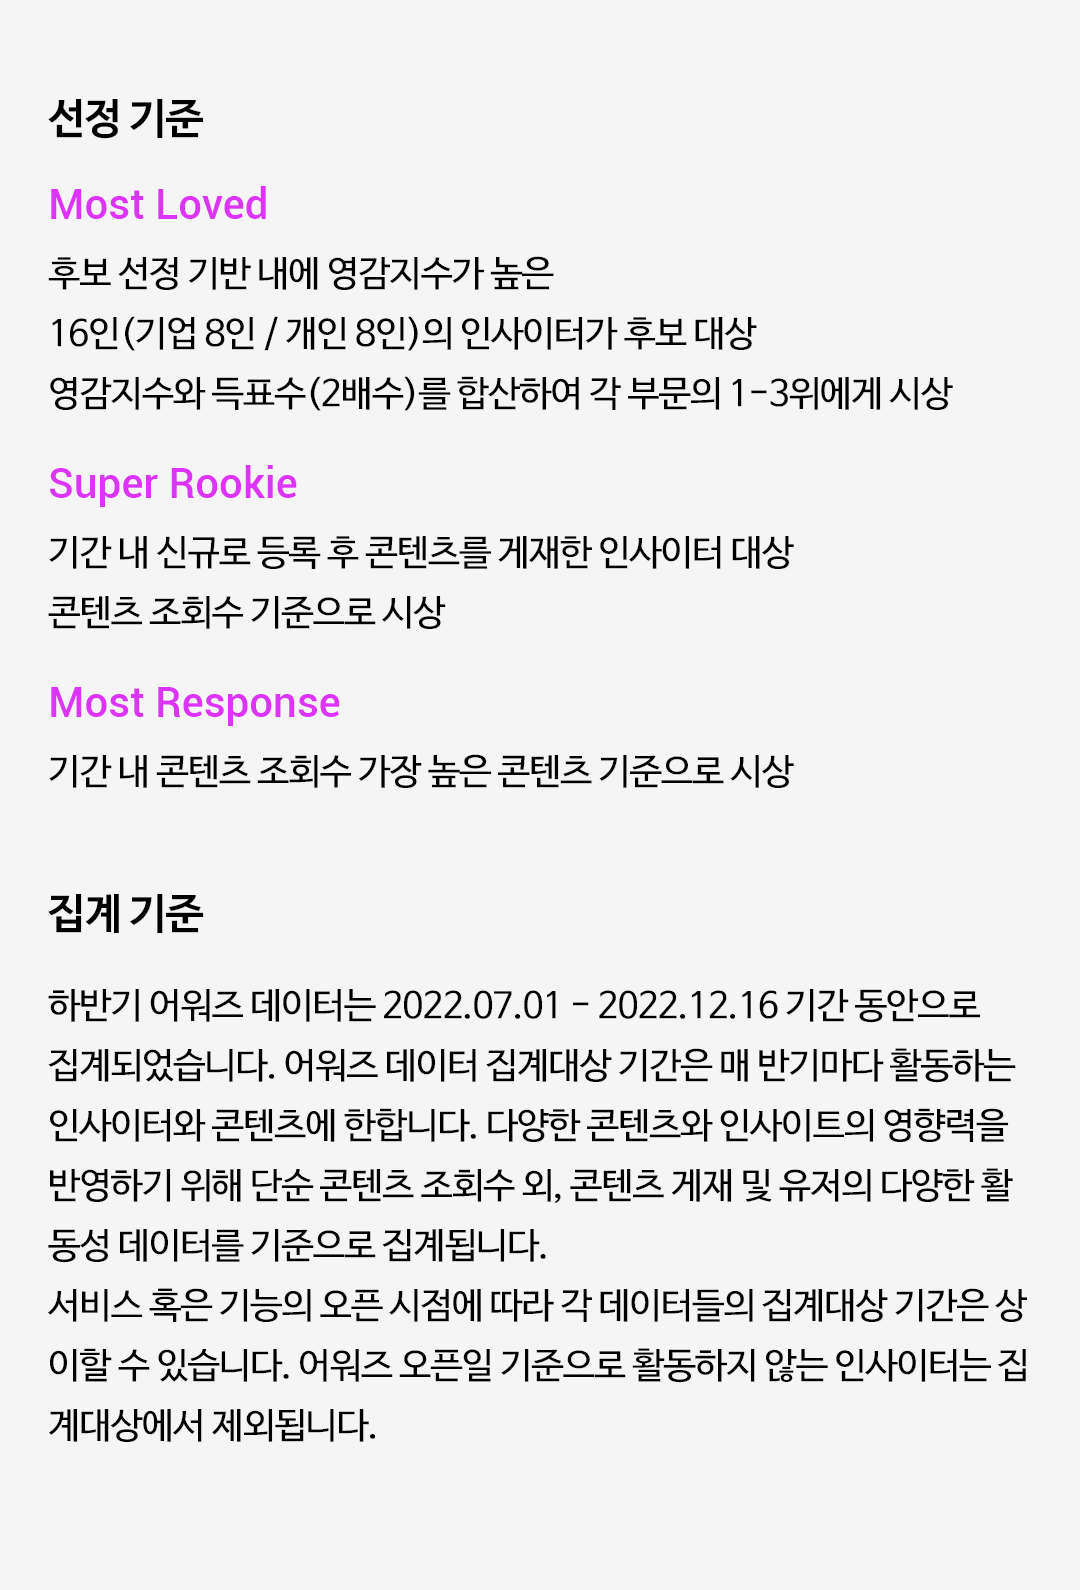 선정 기준
Most Loved
후보 선정 기반 내에 영감지수가 높은
16인(기업 8인 / 개인 8인)의 인사이터가 후보 대상
영감지수와 득표수(2배수)를 합산하여 각 부문의 1-3위에게 시상
Super Rookie
기간 내 신규로 등록 후 콘텐츠를 게재한 인사이터 대상
콘텐츠 조회수 기준으로 시상
Most Response
기간 내 콘텐츠 조회수 가장 높은 콘텐츠 기준으로 시상
집계 기준
하반기 어워즈 데이터는 2022.07.01 - 2022.12.16 기간 동안으로
집계되었습니다. 어워즈 데이터 집계대상 기간은 매 반기마다 활동하는
인사이터와 콘텐츠에 한합니다. 다양한 콘텐츠와 인사이트의 영향력을
반영하기 위해 단순 콘텐츠 조회수 외, 콘텐츠 게재 및 유저의 다양한 활
동성 데이터를 기준으로 집계됩니다.
서비스 혹은 기능의 오픈 시점에 따라 각 데이터들의 집계대상 기간은 상
이할 수 있습니다. 어워즈 오픈일 기준으로 활동하지 않는 인사이터는 집
계대상에서 제외됩니다.